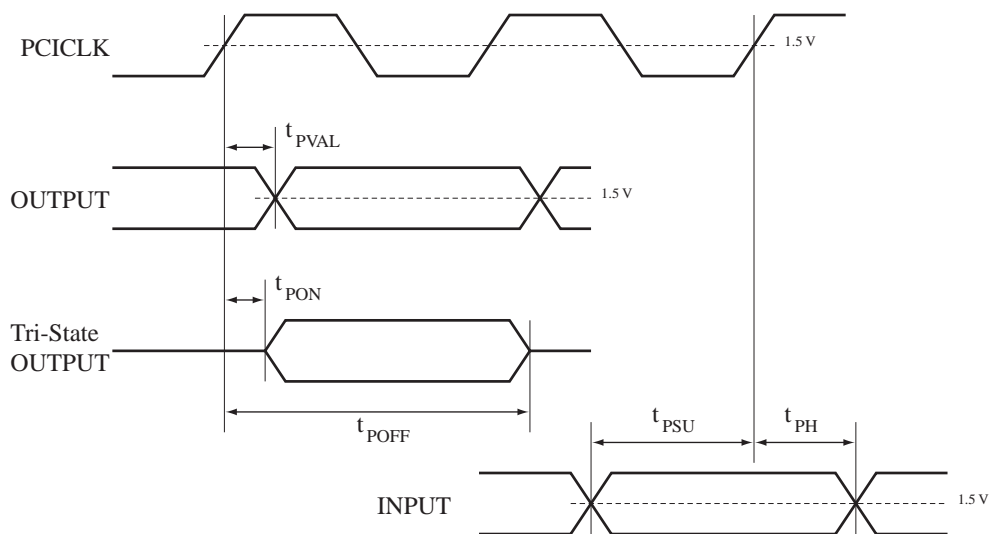 PCICLK
1.5 V
t PVAL
OUTPUT
1.5 V
t PON
Tri-State
OUTPUT
t POFF
t PSU
t PH
INPUT
1.5 V